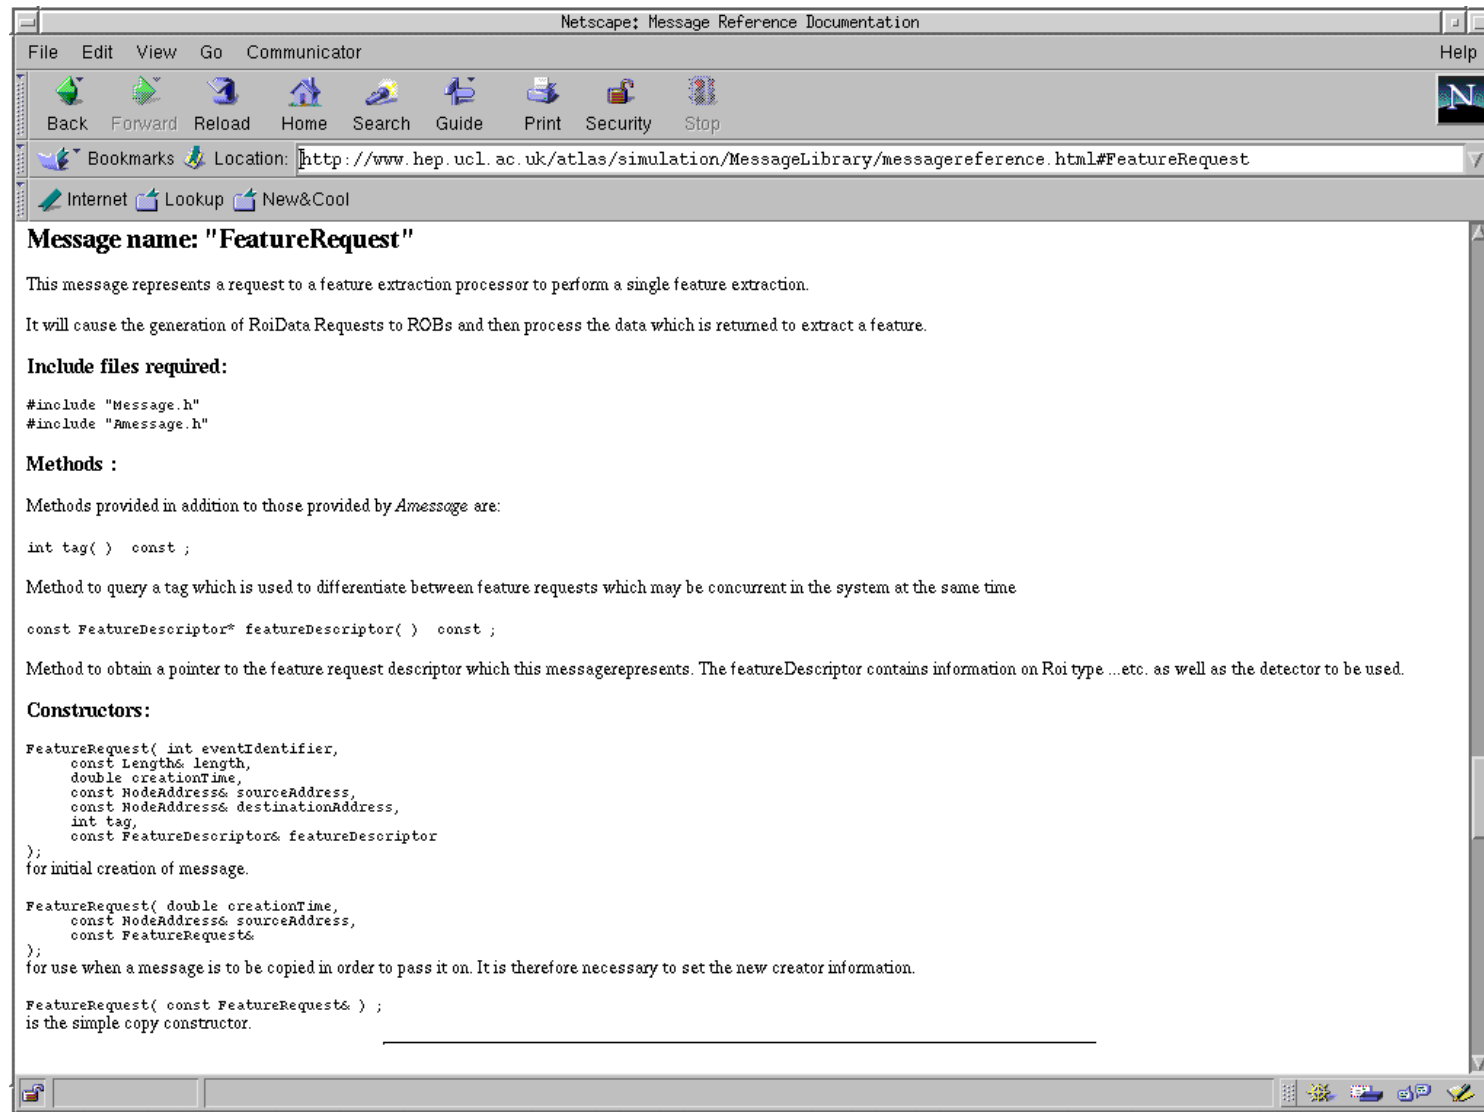 Netscape: Message Reference Documentation
File Edit View Go Communicator Help
Back Forward Reload Home Search Guide Print Security Stop
N
Bookmarks Location: http://www.hep.ucl.ac.uk/atlas/simulation/MessageLibrary/messagereference.html#FeatureRequest
Internet Lookup New&Cool
Message name: "FeatureRequest"
This message represents a request to a feature extraction processor to perform a single feature extraction.
It will cause the generation of RoiData Requests to ROBs and then process the data which is returned to extract a feature.
Include files required:
#include "Message.h"
#include "Amessage.h"
Methods :
Methods provided in addition to those provided by Amessage are:
int tag( )  const ;
Method to query a tag which is used to differentiate between feature requests which may be concurrent in the system at the same time
const FeatureDescriptor* featureDescriptor( )  const ;
Method to obtain a pointer to the feature request descriptor which this messagerepresents. The featureDescriptor contains information on Roi type ...etc. as well as the detector to be used.
Constructors:
FeatureRequest( int eventIdentifier,
const Length& length,
double creationTime,
const NodeAddress& sourceAddress,
const NodeAddress& destinationAddress,
int tag,
const FeatureDescriptor& featureDescriptor
);
for initial creation of message.
FeatureRequest( double creationTime,
const NodeAddress& sourceAddress,
const FeatureRequest&
);
for use when a message is to be copied in order to pass it on. It is therefore necessary to set the new creator information.
FeatureRequest( const FeatureRequest& ) ;
is the simple copy constructor.